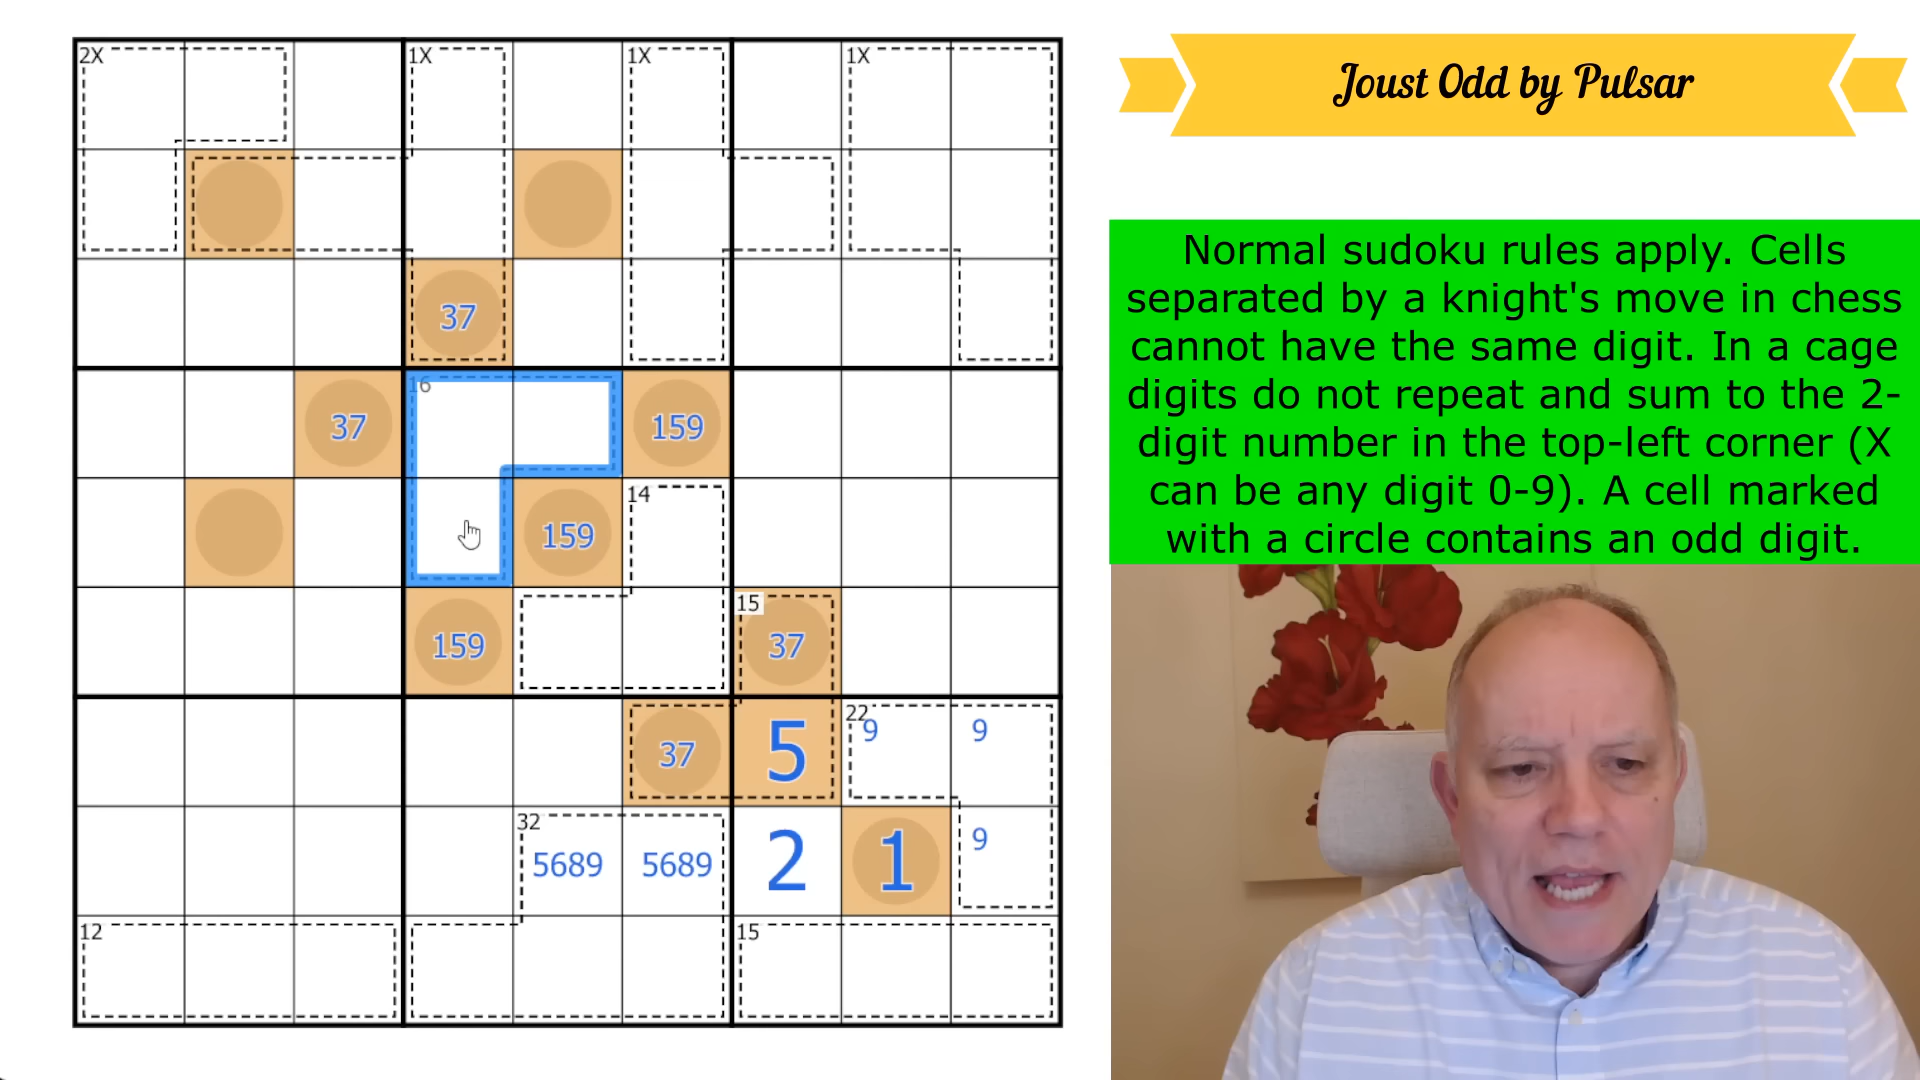 Joust Odd by Pulsar
Normal sudoku rules apply. Cells
separated by a knight's move in chess
cannot have the same digit. In a cage
digits do not repeat and sum to the 2-
digit number in the top-left corner (X
can be any digit 0-9). A cell marked
with a circle contains an odd digit.
2X 1X 1X 1X
37
16
37 159
14
159
15
159 37
22
37 5 9 9
32
5689 5689 2 1 9
12 15